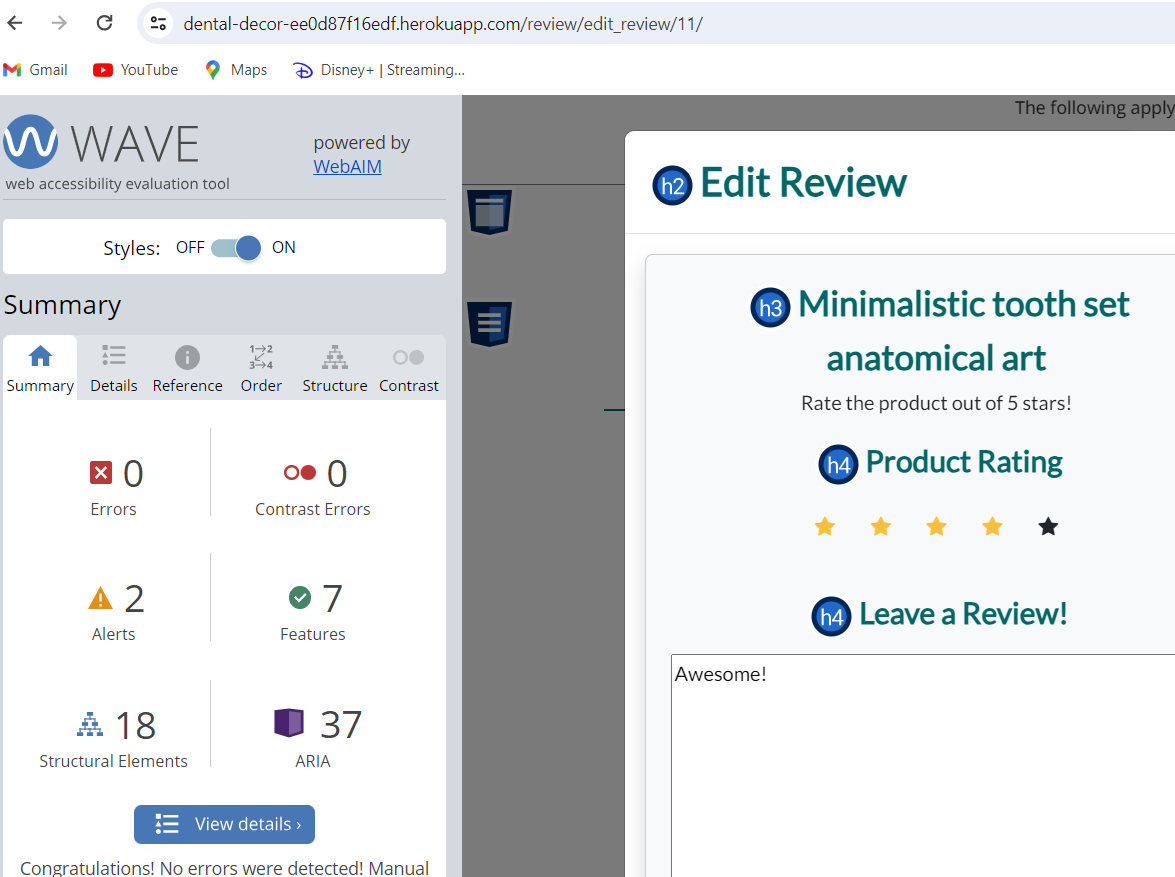 dental-decor-ee0d87f16edf.herokuapp.com/review/edit_review/11/
Gmail YouTube Maps Disney+ | Streaming...
WAVE
web accessibility evaluation tool
powered by
WebAIM
Styles: OFF ON
Summary
Summary Details Reference Order Structure Contrast
1 2
3 4
0 Errors
0 Contrast Errors
2 Alerts
7 Features
18 Structural Elements
37 ARIA
View details ›
Congratulations! No errors were detected! Manual
The following apply
h2 Edit Review
h3 Minimalistic tooth set
anatomical art
Rate the product out of 5 stars!
h4 Product Rating
h4 Leave a Review!
Awesome!